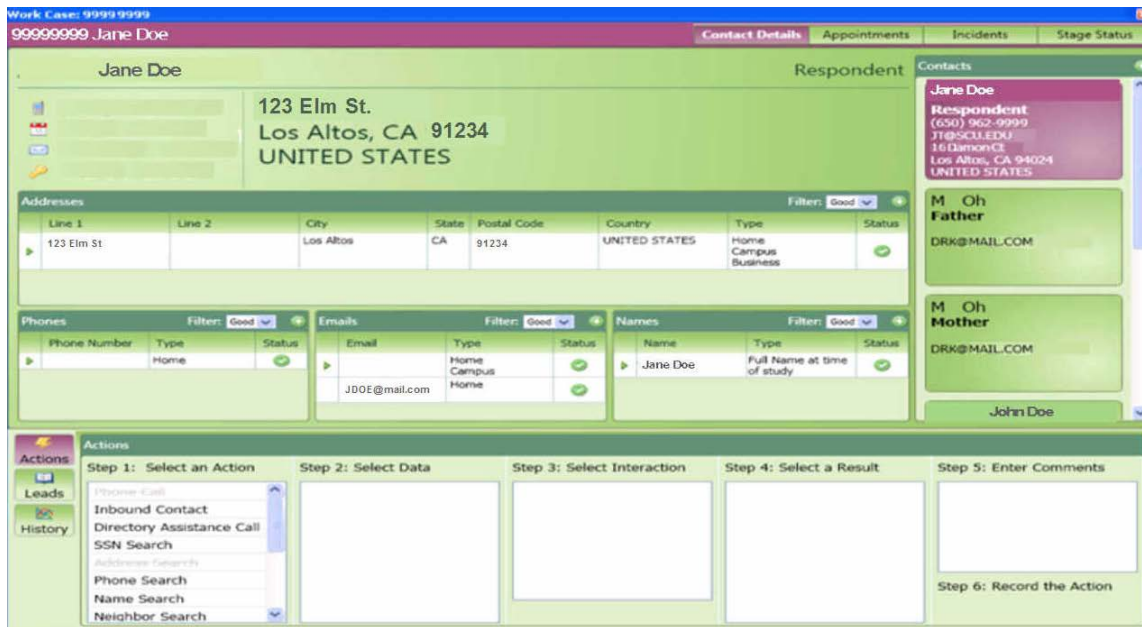 Work Case: 9999 9999
99999999 Jane Doe
Contact Details Appointments Incidents Stage Status
Jane Doe Respondent
123 Elm St.
Los Altos, CA 91234
UNITED STATES
Contacts
Jane Doe
Respondent
(650) 962-9999
JT@SCU.EDU
16 Damon Ct
Los Altos, CA 94024
UNITED STATES
M Oh
Father
DRK@MAIL.COM
M Oh
Mother
DRK@MAIL.COM
John Doe
Addresses Filter: Good
Line 1 Line 2 City State Postal Code Country Type Status
123 Elm St Los Altos CA 91234 UNITED STATES Home
Campus
Business
Phones Filter: Good
Phone Number Type Status
Home
Emails Filter: Good
Email Type Status
Home
Campus
JDOE@mail.com Home
Names Filter: Good
Name Type Status
Jane Doe Full Name at time
of study
Actions
Leads
History
Actions
Step 1: Select an Action
Phone Call
Inbound Contact
Directory Assistance Call
SSN Search
Address Search
Phone Search
Name Search
Neighbor Search
Step 2: Select Data
Step 3: Select Interaction
Step 4: Select a Result
Step 5: Enter Comments
Step 6: Record the Action